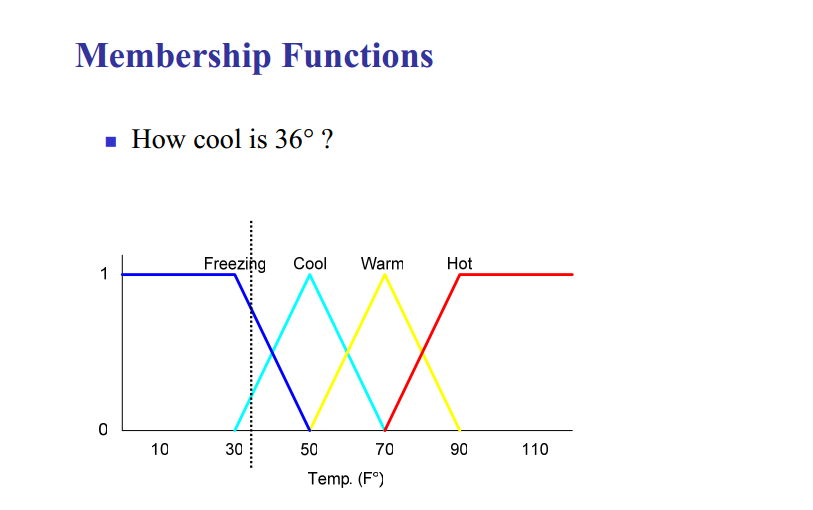 Membership Functions
How cool is 36° ?
Freezing Cool Warm Hot
1
0
10 30 50 70 90 110
Temp. (F°)